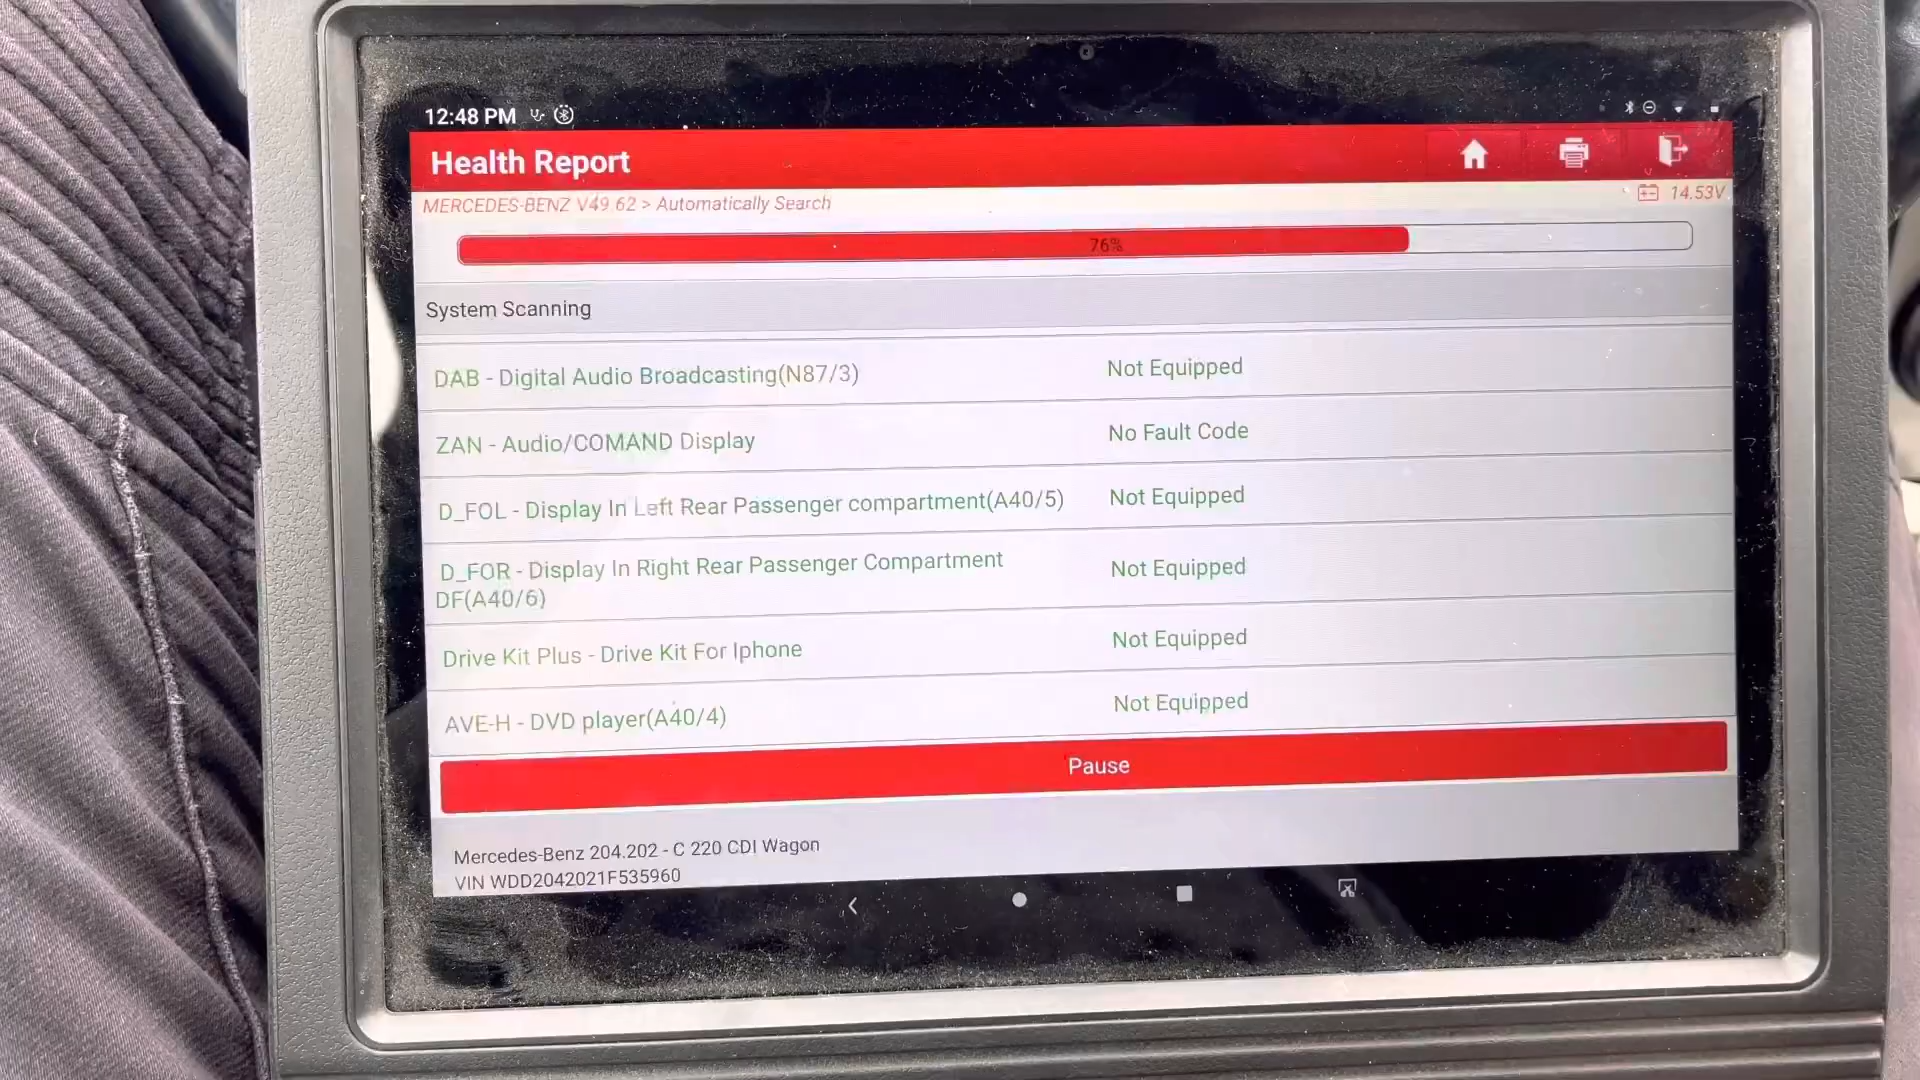 12:48 PM
Health Report
MERCEDES-BENZ V49.62 > Automatically Search
14.53V
76%
System Scanning
DAB - Digital Audio Broadcasting(N87/3) Not Equipped
ZAN - Audio/COMAND Display No Fault Code
D_FOL - Display In Left Rear Passenger compartment(A40/5) Not Equipped
D_FOR - Display In Right Rear Passenger Compartment
DF(A40/6) Not Equipped
Drive Kit Plus - Drive Kit For Iphone Not Equipped
AVE-H - DVD player(A40/4) Not Equipped
Pause
Mercedes-Benz 204.202 - C 220 CDI Wagon
VIN WDD2042021F535960